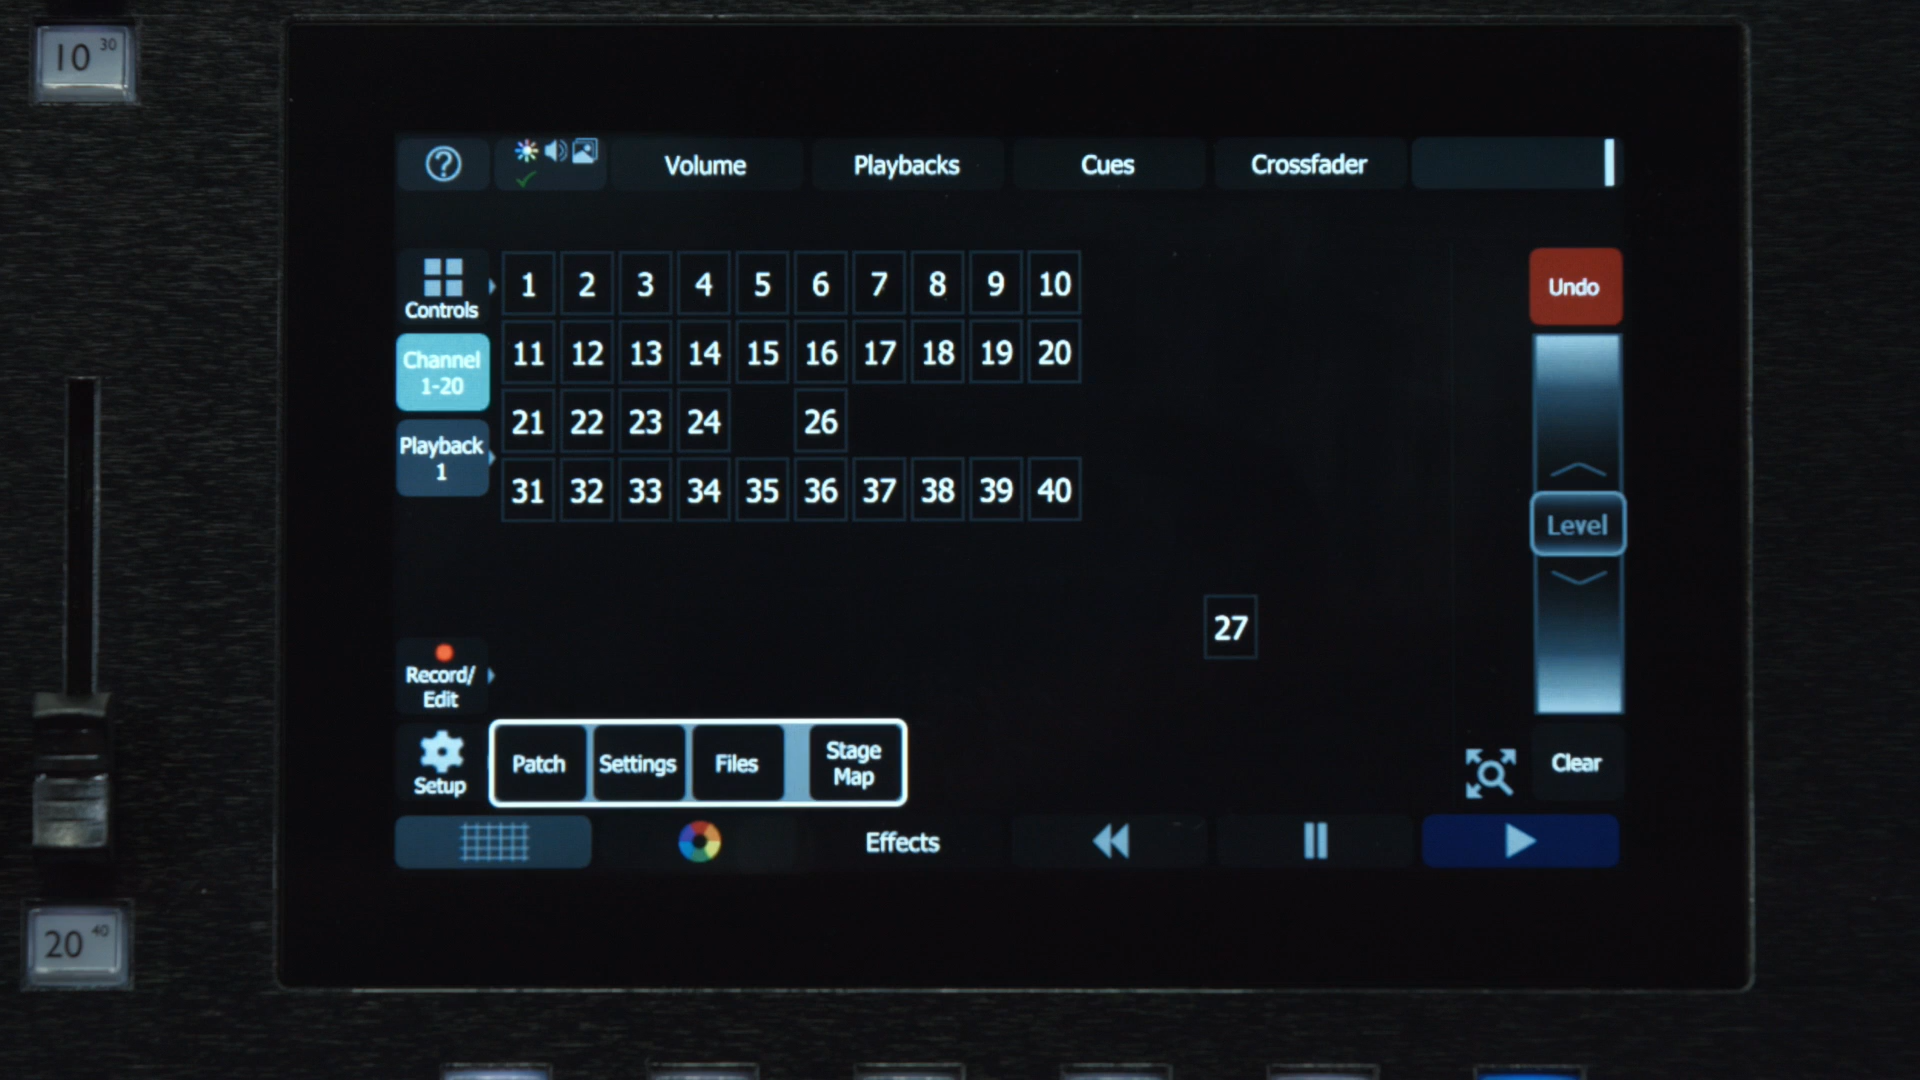 10 30
Volume Playbacks Cues Crossfader
Controls
1 2 3 4 5 6 7 8 9 10
Undo
Channel
1-20
11 12 13 14 15 16 17 18 19 20
Playback
1
21 22 23 24 26
31 32 33 34 35 36 37 38 39 40
Level
27
Record/
Edit
Setup
Patch Settings Files Stage
Map
Clear
Effects
20 40